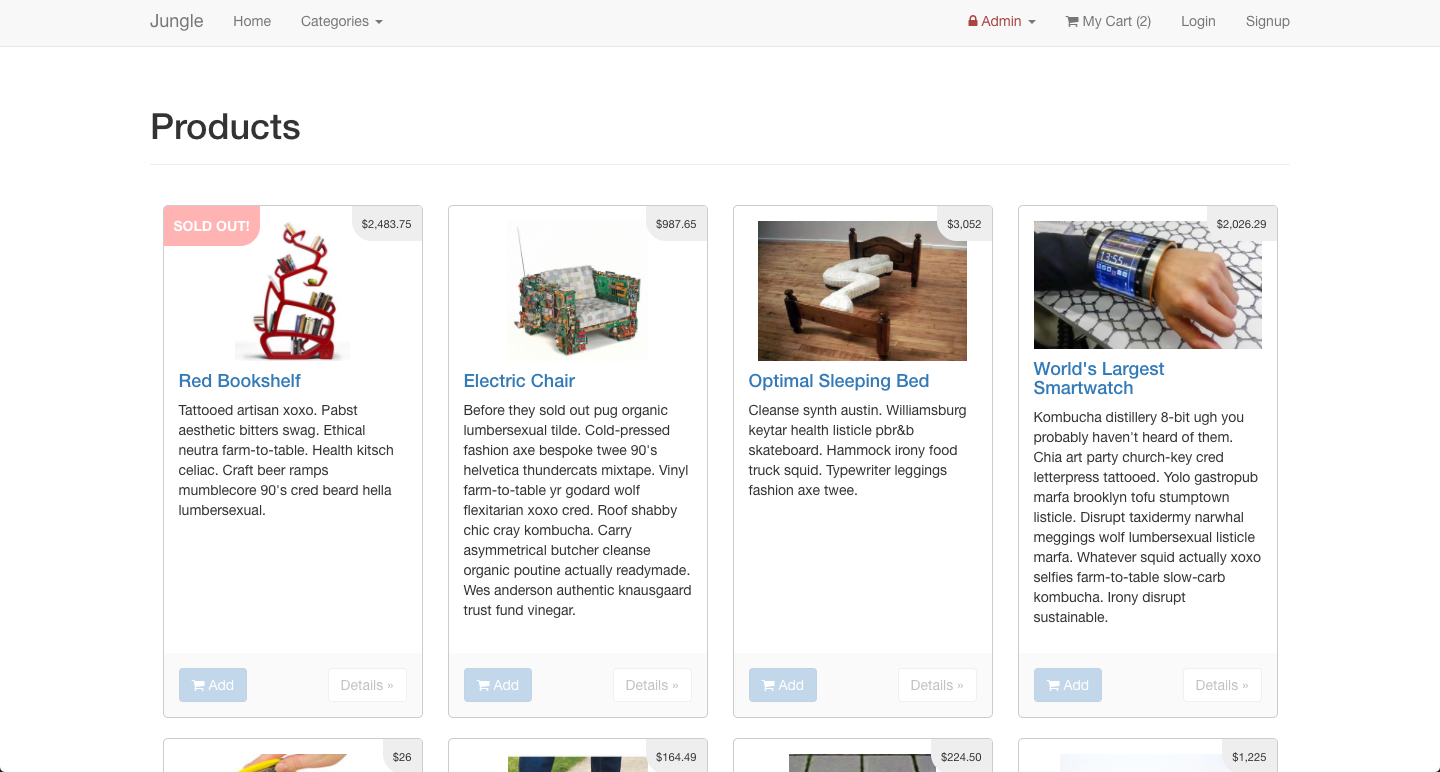 Jungle Home Categories Admin My Cart (2) Login Signup
Products
SOLD OUT!
$2,483.75
Red Bookshelf
Tattooed artisan xoxo. Pabst
aesthetic bitters swag. Ethical
neutra farm-to-table. Health kitsch
celiac. Craft beer ramps
mumblecore 90's cred beard hella
lumbersexual.
Add
Details »
$987.65
Electric Chair
Before they sold out pug organic
lumbersexual tilde. Cold-pressed
fashion axe bespoke twee 90's
helvetica thundercats mixtape. Vinyl
farm-to-table yr godard wolf
flexitarian xoxo cred. Roof shabby
chic cray kombucha. Carry
asymmetrical butcher cleanse
organic poutine actually readymade.
Wes anderson authentic knausgaard
trust fund vinegar.
Add
Details »
$3,052
Optimal Sleeping Bed
Cleanse synth austin. Williamsburg
keytar health listicle pbr&b
skateboard. Hammock irony food
truck squid. Typewriter leggings
fashion axe twee.
Add
Details »
$2,026.29
13:55
World's Largest
Smartwatch
Kombucha distillery 8-bit ugh you
probably haven't heard of them.
Chia art party church-key cred
letterpress tattooed. Yolo gastropub
marfa brooklyn tofu stumptown
listicle. Disrupt taxidermy narwhal
meggings wolf lumbersexual listicle
marfa. Whatever squid actually xoxo
selfies farm-to-table slow-carb
kombucha. Irony disrupt
sustainable.
Add
Details »
$26
$164.49
$224.50
$1,225